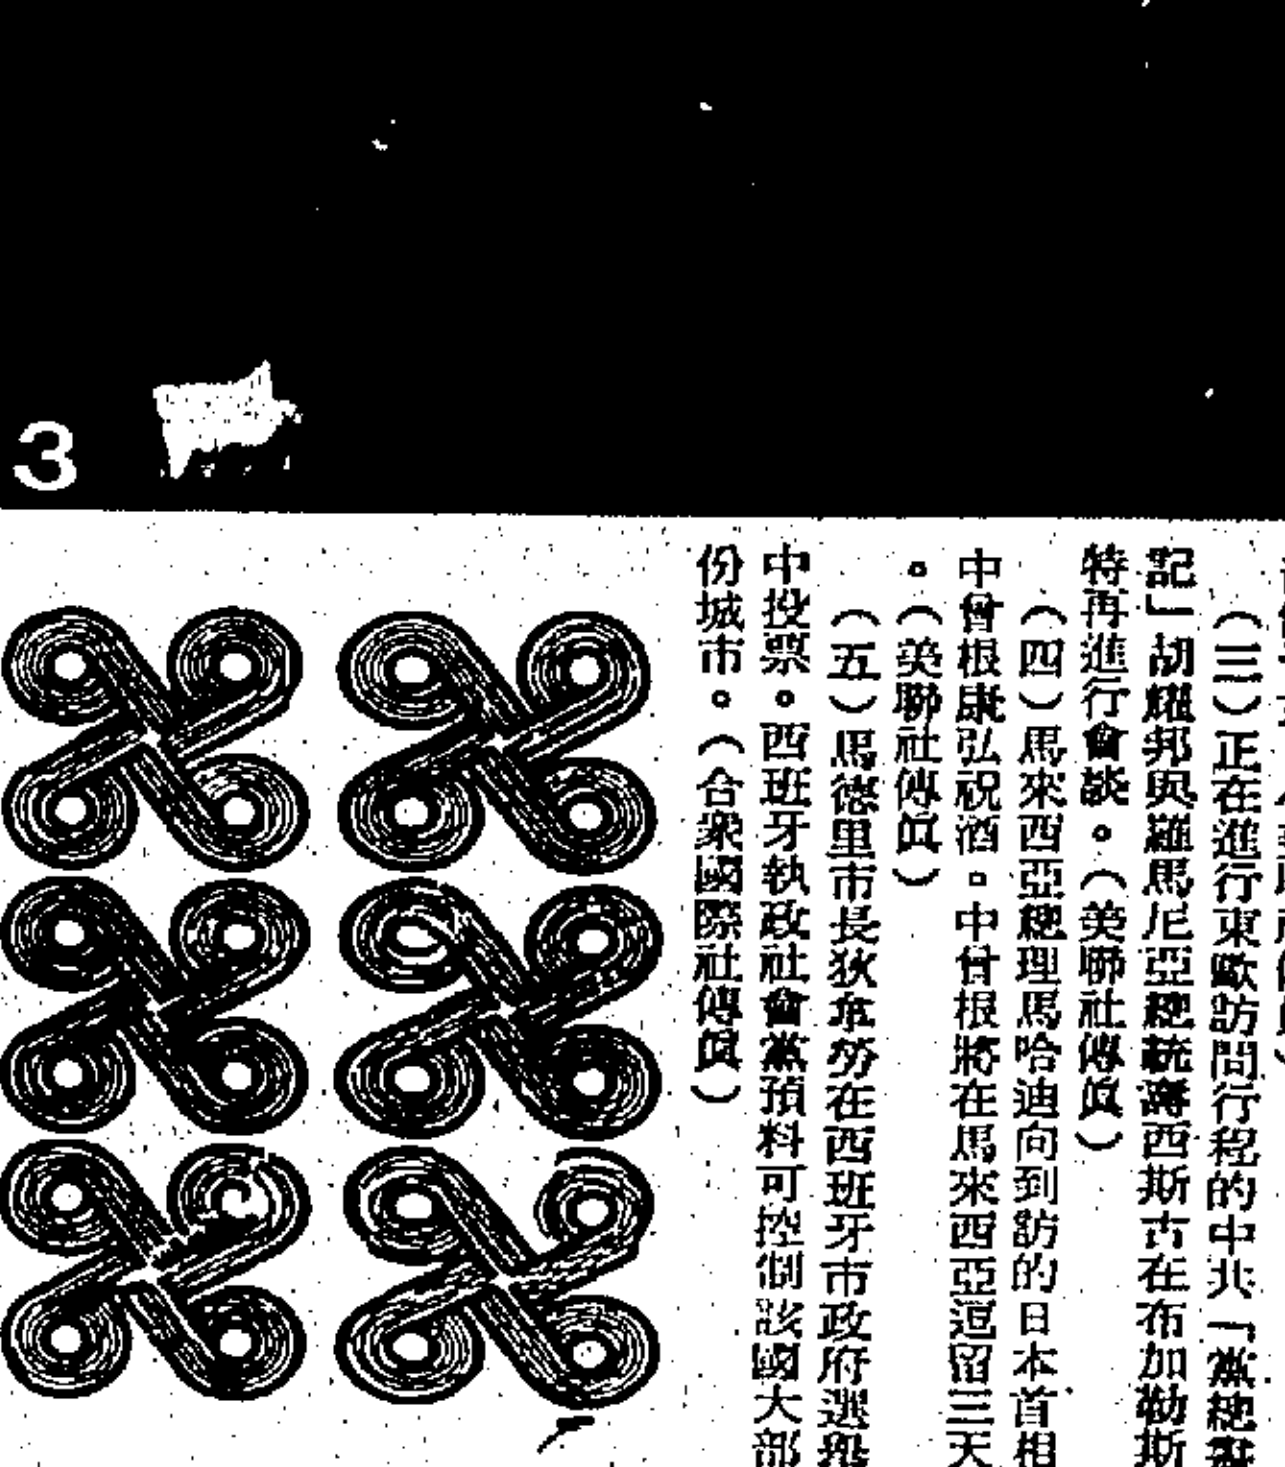 3
（三）正在進行東歐訪問行程的中共「黨總書
記」胡耀邦與羅馬尼亞總統壽西斯古在布加勒斯
特再進行會談。（美聯社傳眞）
（四）馬來西亞總理馬哈迪向到訪的日本首相
中曾根康弘祝酒。中曾根將在馬來西亞逗留三天
。（美聯社傳眞）
（五）馬德里市長狄韋勞在西班牙市政府選舉
中投票。西班牙執政社會黨預料可控制該國大部
份城市。（合衆國際社傳眞）